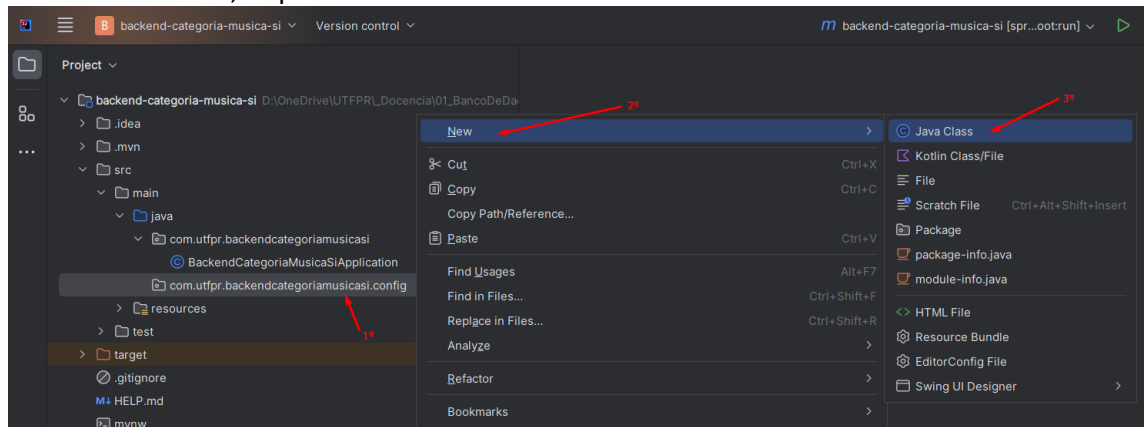 B backend-categoria-musica-si Version control
m backend-categoria-musica-si [spr...oot:run]
Project
backend-categoria-musica-si D:\OneDrive\UTFPR\_Docencia\01_BancoDeDa
.idea
.mvn
src
main
java
com.utfpr.backendcategoriamusicasi
BackendCategoriaMusicaSiApplication
com.utfpr.backendcategoriamusicasi.config
1º
resources
test
target
.gitignore
M↓ HELP.md
mvnw
2º
New
Cut Ctrl+X
Copy Ctrl+C
Copy Path/Reference...
Paste Ctrl+V
Find Usages Alt+F7
Find in Files... Ctrl+Shift+F
Replace in Files... Ctrl+Shift+R
Analyze
Refactor
Bookmarks
3º
Java Class
Kotlin Class/File
File
Scratch File Ctrl+Alt+Shift+Insert
Package
package-info.java
module-info.java
HTML File
Resource Bundle
EditorConfig File
Swing UI Designer